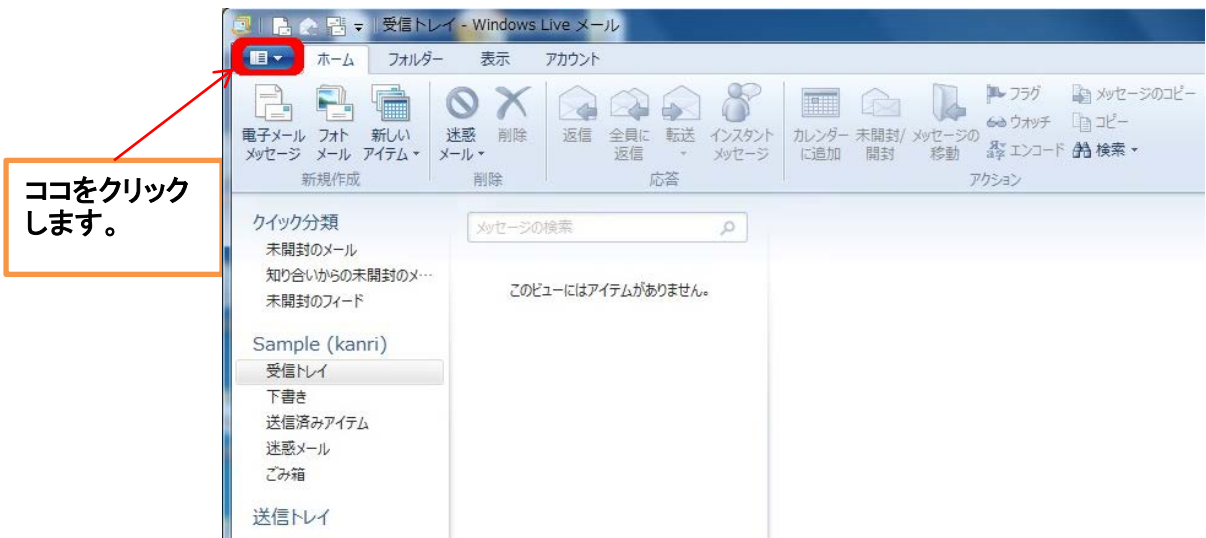 受信トレイ - Windows Live メール
ホーム フォルダー 表示 アカウント
電子メール メッセージ
フォト メール
新しい アイテム
迷惑 メール
削除
返信
全員に 返信
転送
インスタント メッセージ
カレンダー に追加
未開封/ 開封
メッセージの 移動
フラグ
ウォッチ
エンコード
メッセージのコピー
コピー
検索
新規作成 削除 応答 アクション
ココをクリック
します。
クイック分類
未開封のメール
知り合いからの未開封のメ…
未開封のフィード
Sample (kanri)
受信トレイ
下書き
送信済みアイテム
迷惑メール
ごみ箱
送信トレイ
メッセージの検索
このビューにはアイテムがありません。